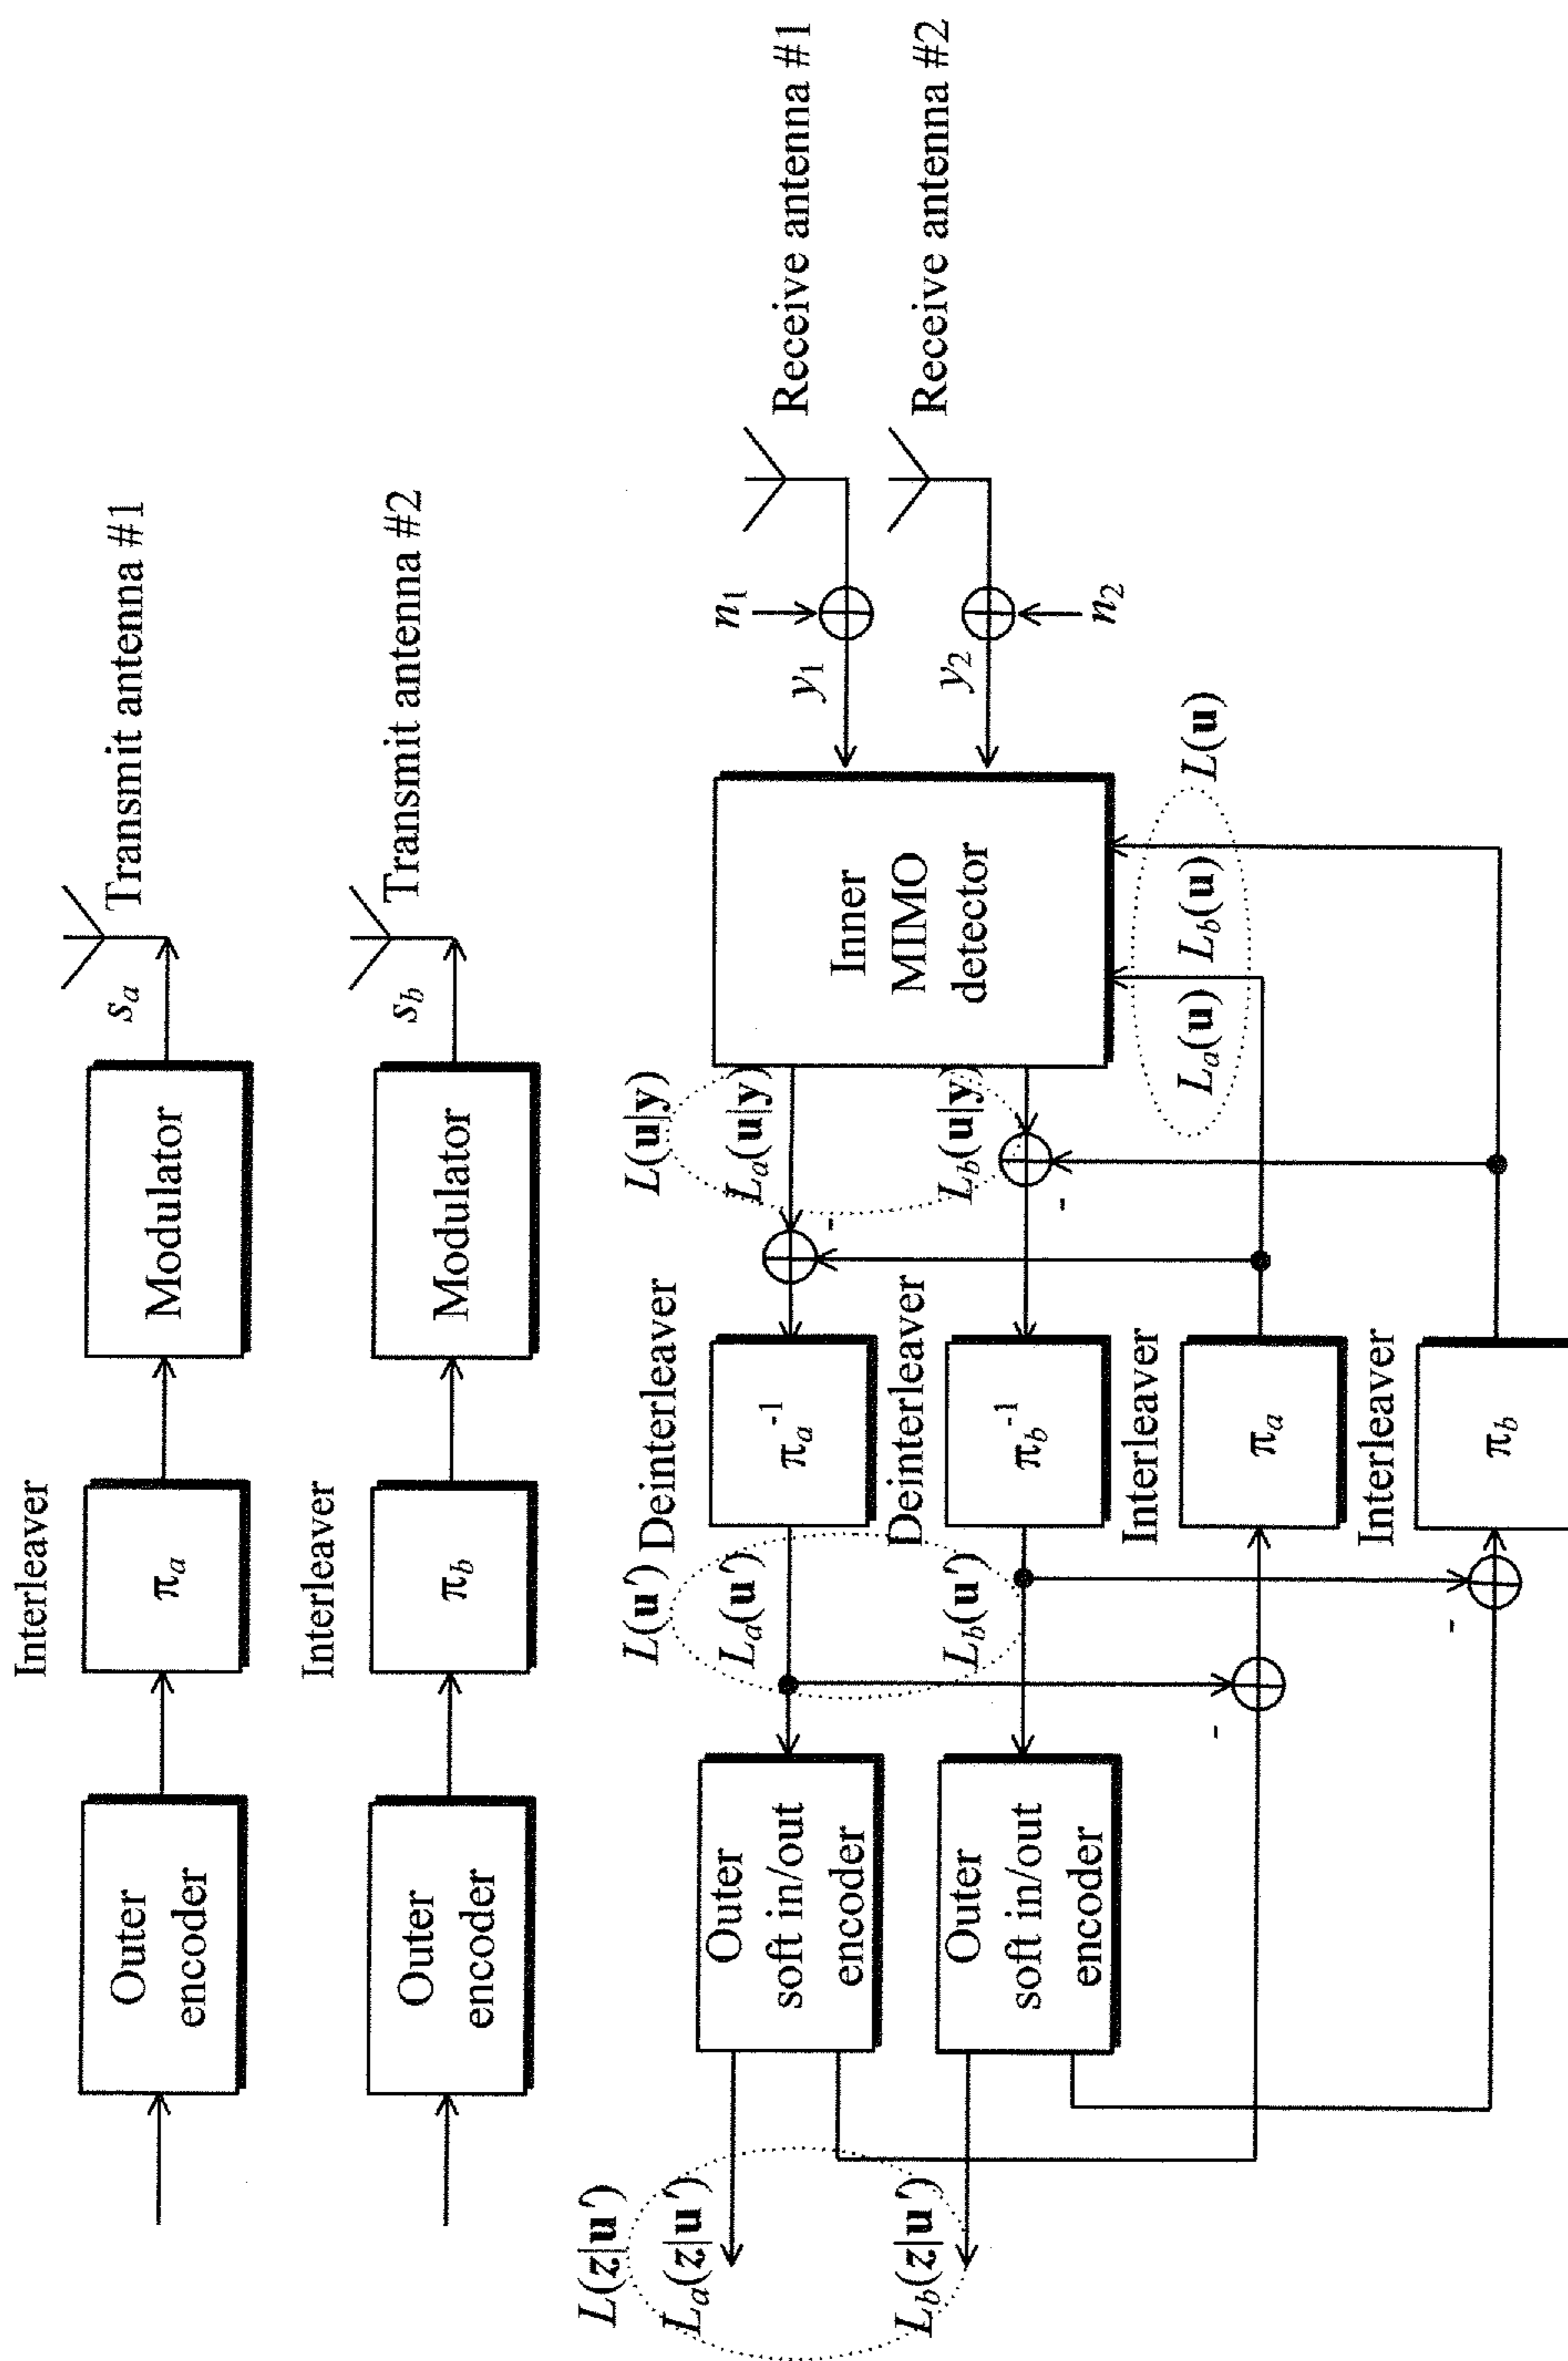 Interleaver
Outer
encoder
πa
Modulator
sa
Transmit antenna #1
Interleaver
Outer
encoder
πb
Modulator
sb
Transmit antenna #2
L(z|u')
La(z|u')
Lb(z|u')
Outer
soft in/out
encoder
Outer
soft in/out
encoder
L(u')
La(u')
Lb(u')
-
-
Deinterleaver
πa-1
Deinterleaver
πb-1
Interleaver
πa
Interleaver
πb
-
-
L(u|y)
La(u|y)
Lb(u|y)
Inner
MIMO
detector
La(u) Lb(u)
L(u)
y1
y2
n1
n2
Receive antenna #1
Receive antenna #2